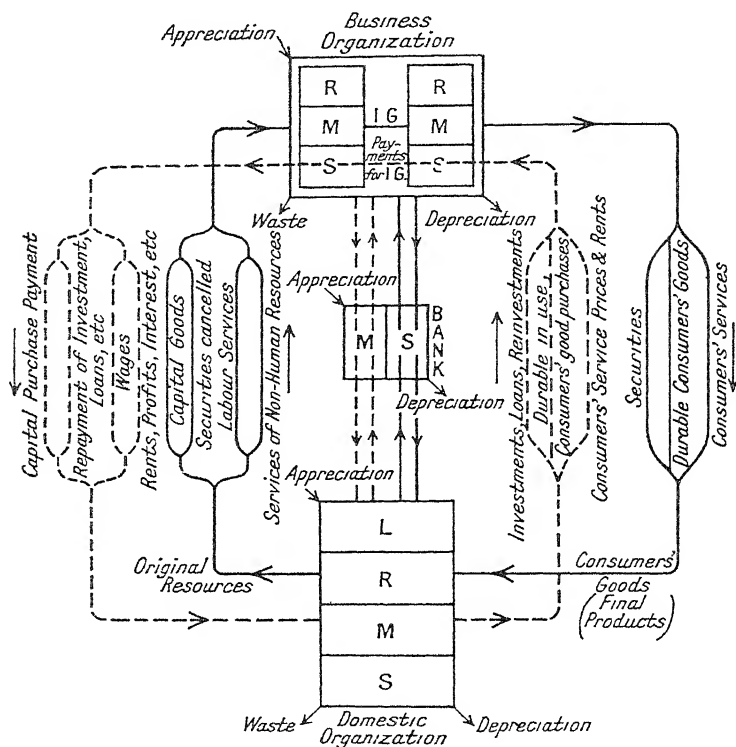 Business
Organization
Appreciation
R
M
S
I G
Pay-
ments
for I G.
R
M
S
Waste
Depreciation
Capital Purchase Payment
Repayment of Investment,
Loans, etc
Wages
Rents, Profits, Interest, etc
Capital Goods
Securities cancelled
Labour Services
Services of Non-Human Resources
Appreciation
M
S
BANK
Depreciation
Investments, Loans, Reinvestments
Durable in use
Consumers' good purchases
Consumers' Service Prices & Rents
Securities
Durable Consumers' Goods
Consumers' Services
Appreciation
L
R
M
S
Original
Resources
Consumers'
Goods
(Final
Products)
Waste
Domestic
Organization
Depreciation